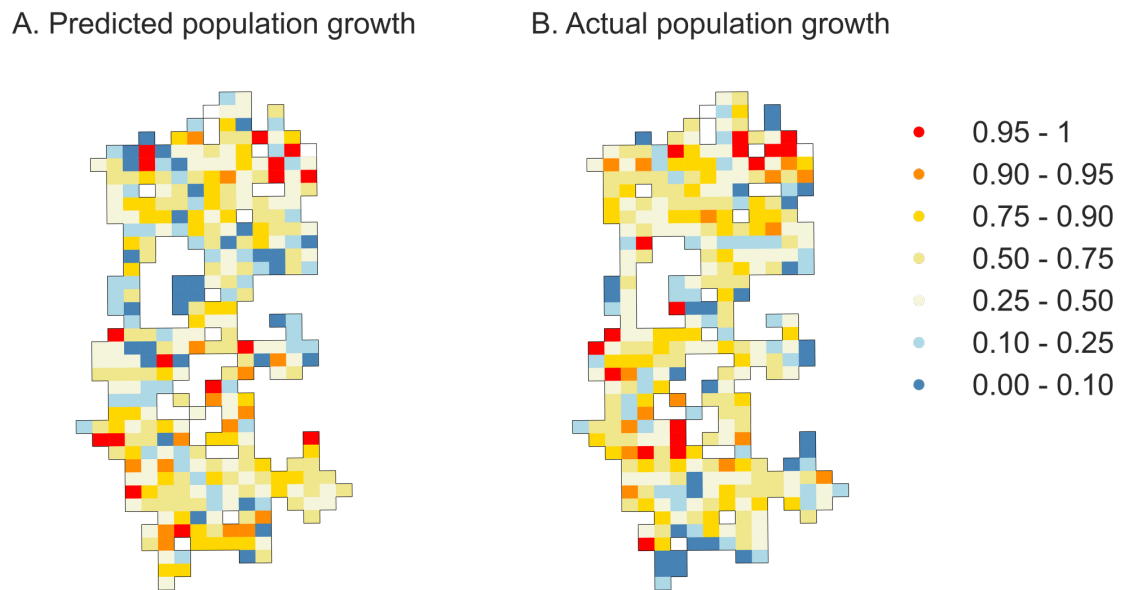 A. Predicted population growth
B. Actual population growth
0.95 - 1
0.90 - 0.95
0.75 - 0.90
0.50 - 0.75
0.25 - 0.50
0.10 - 0.25
0.00 - 0.10